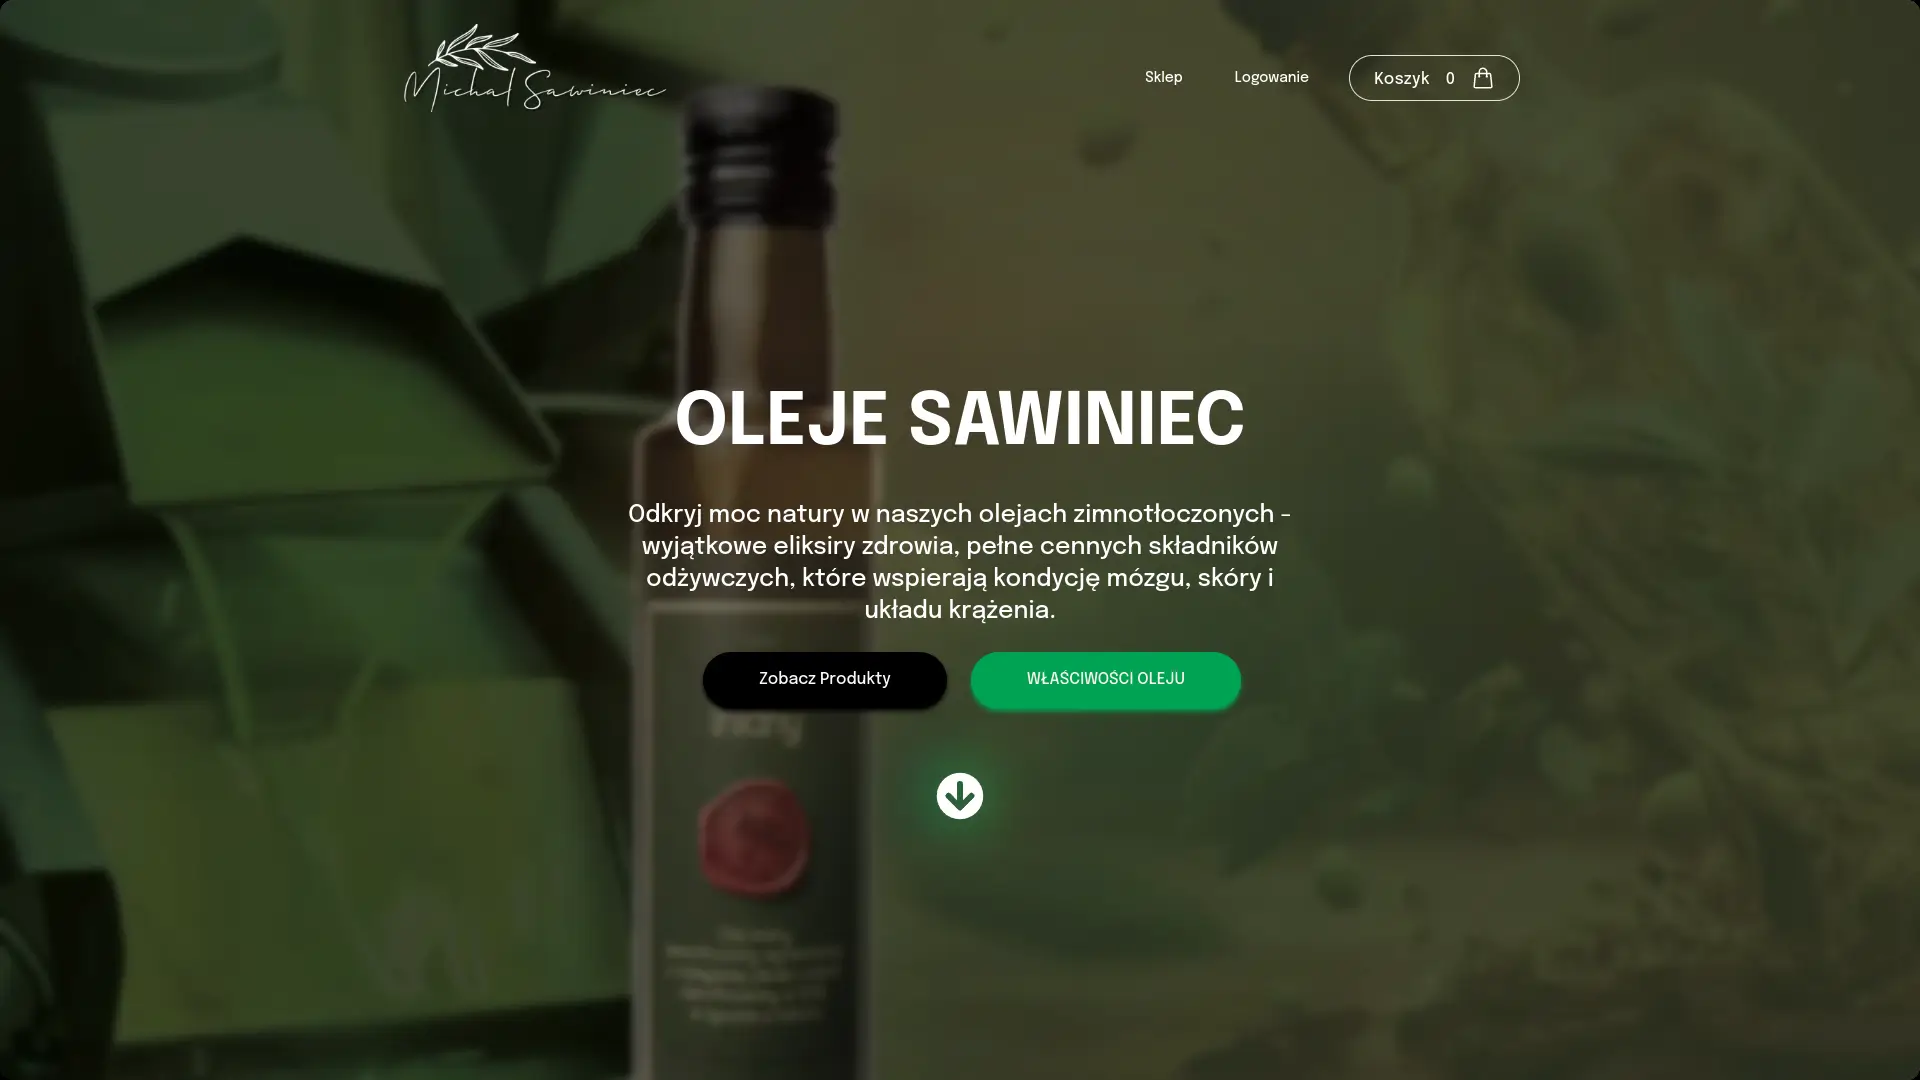 Michał Sawiniec
Sklep
Logowanie
Koszyk 0
OLEJE SAWINIEC
Odkryj moc natury w naszych olejach zimnotłoczonych -
wyjątkowe eliksiry zdrowia, pełne cennych składników
odżywczych, które wspierają kondycję mózgu, skóry i
układu krążenia.
Zobacz Produkty
WŁAŚCIWOŚCI OLEJU